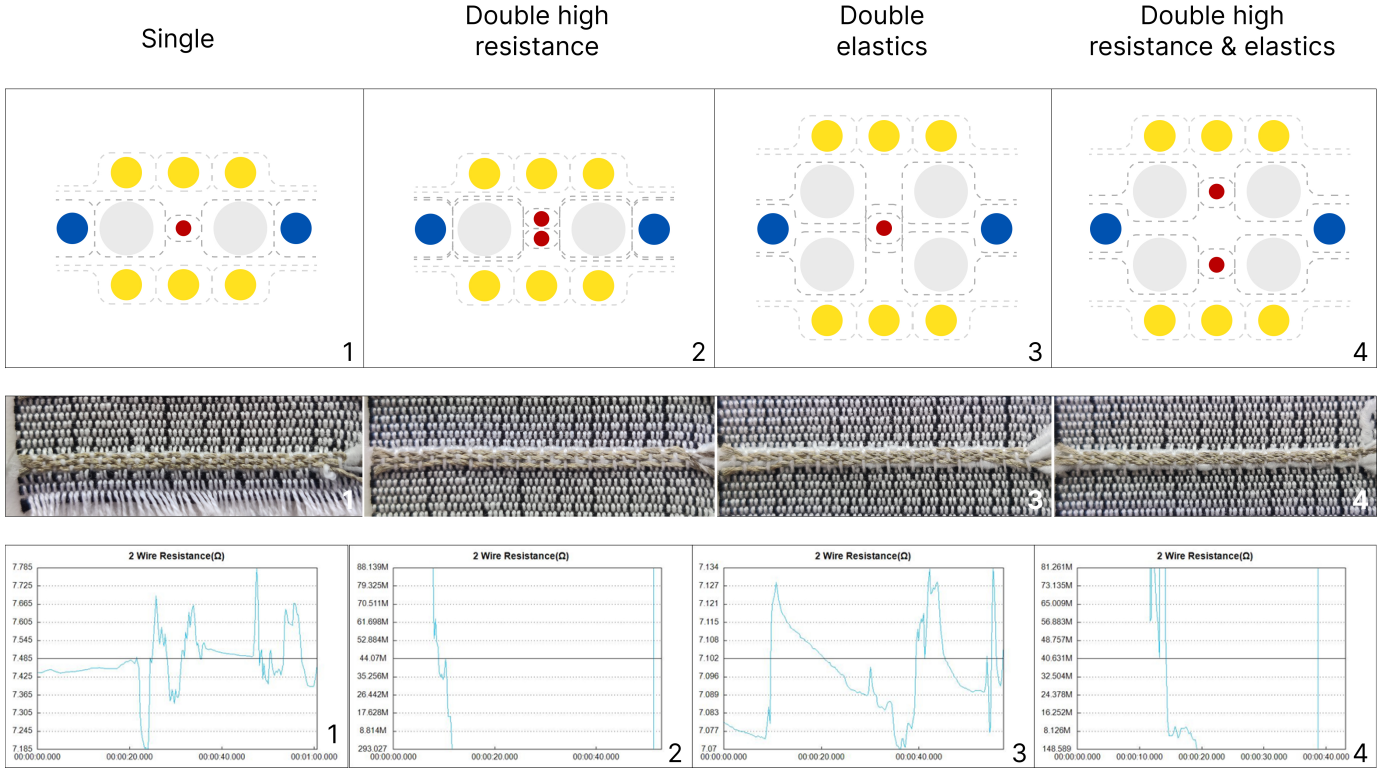 Single
Double high
resistance
Double
elastics
Double high
resistance & elastics
1
2
3
4
1
3
4
2 Wire Resistance(Ω)
7.785
7.725
7.665
7.605
7.545
7.485
7.425
7.365
7.305
7.245
7.185
00:00:00.000
00:00:20.000
00:00:40.000
00:01:00.000
1
2 Wire Resistance(Ω)
88.139M
79.325M
70.511M
61.698M
52.884M
44.07M
35.256M
26.442M
17.628M
8.814M
293.027
00:00:00.000
00:00:20.000
00:00:40.000
2
2 Wire Resistance(Ω)
7.134
7.127
7.121
7.115
7.108
7.102
7.096
7.089
7.083
7.077
7.07
00:00:00.000
00:00:20.000
00:00:40.000
3
2 Wire Resistance(Ω)
81.261M
73.135M
65.009M
56.883M
48.757M
40.631M
32.504M
24.378M
16.252M
8.126M
148.589
00:00:00.000
00:00:10.000
00:00:20.000
00:00:30.000
00:00:40.000
4